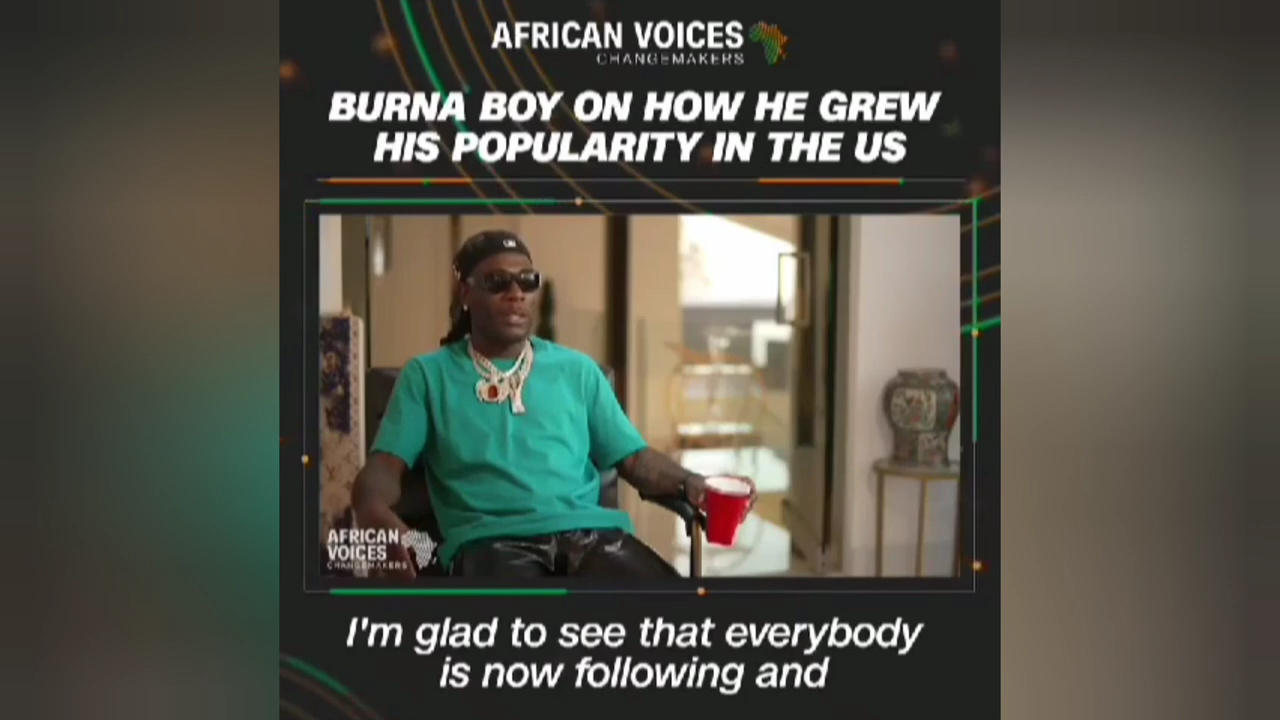 AFRICAN VOICES
CHANGEMAKERS
BURNA BOY ON HOW HE GREW
HIS POPULARITY IN THE US
AFRICAN
VOICES
CHANGEMAKERS
I'm glad to see that everybody
is now following and